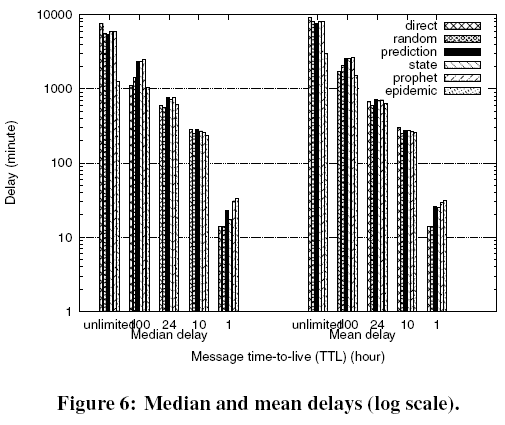 10000
1000
100
10
1
Delay (minute)
direct
random
prediction
state
prophet
epidemic
unlimited 100 24 10 1 unlimited 100 24 10 1
Median delay Mean delay
Message time-to-live (TTL) (hour)
Figure 6: Median and mean delays (log scale).